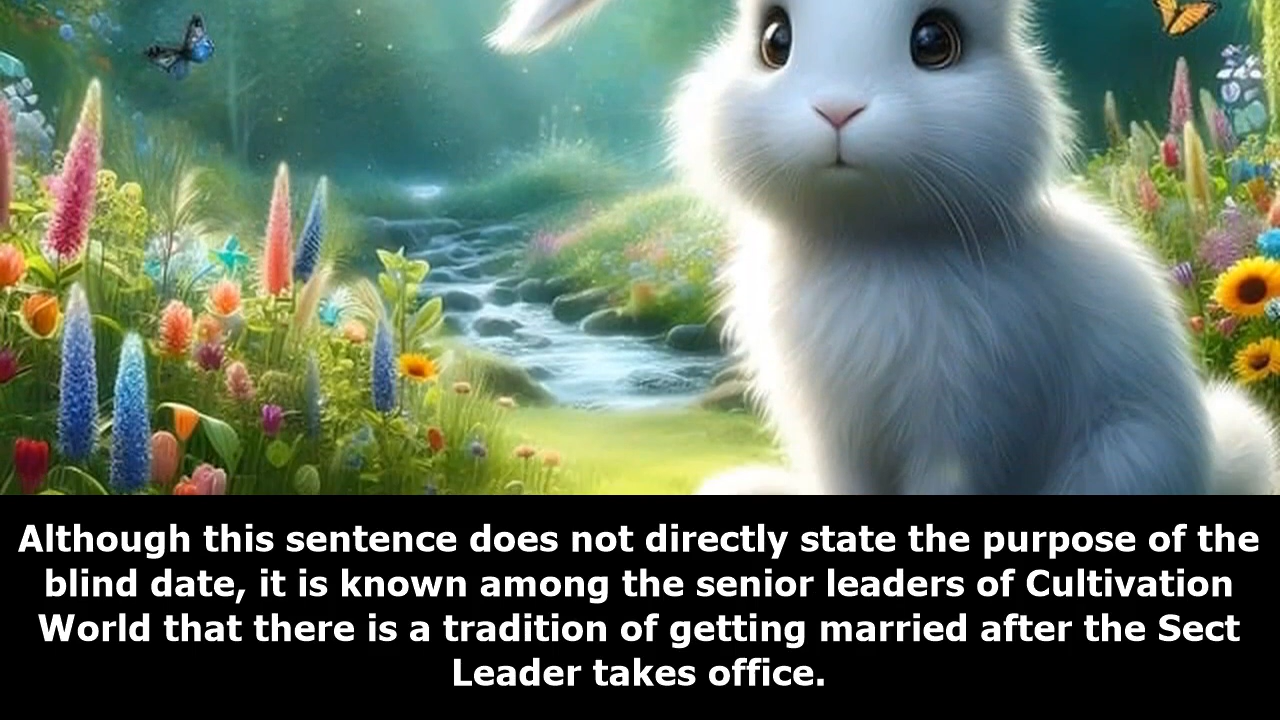 Although this sentence does not directly state the purpose of the
blind date, it is known among the senior leaders of Cultivation
World that there is a tradition of getting married after the Sect
Leader takes office.